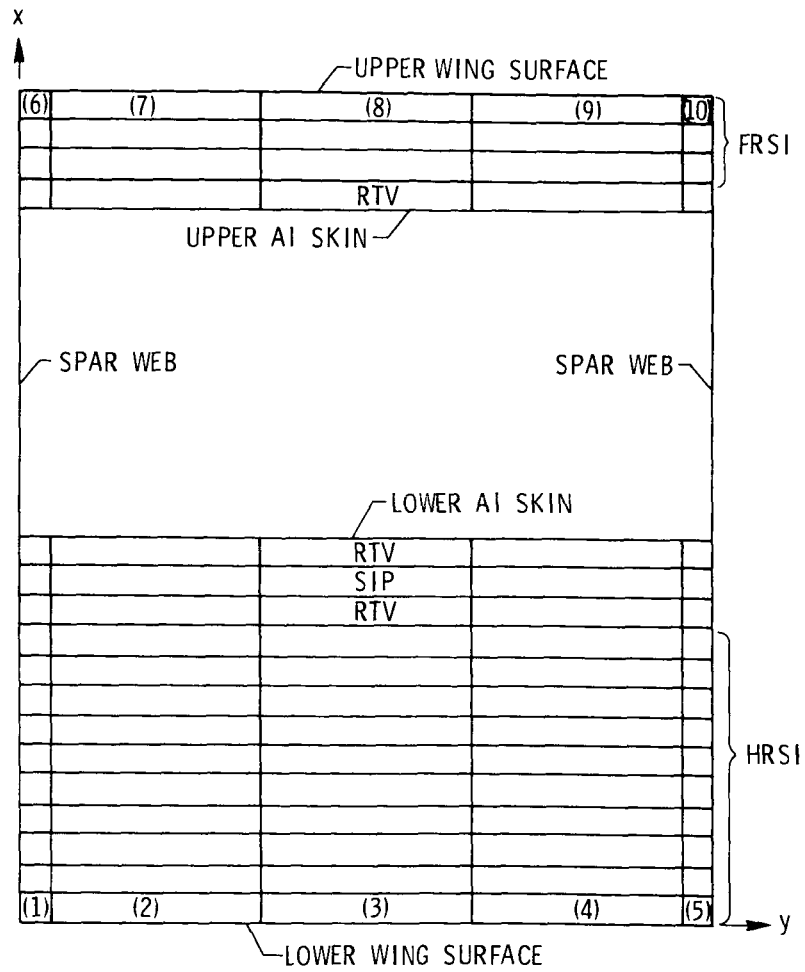 x
UPPER WING SURFACE
(6) (7) (8) (9) 10
FRSI
RTV
UPPER Al SKIN
SPAR WEB
SPAR WEB
LOWER Al SKIN
RTV
SIP
RTV
HRSI
(1) (2) (3) (4) (5)
y
LOWER WING SURFACE